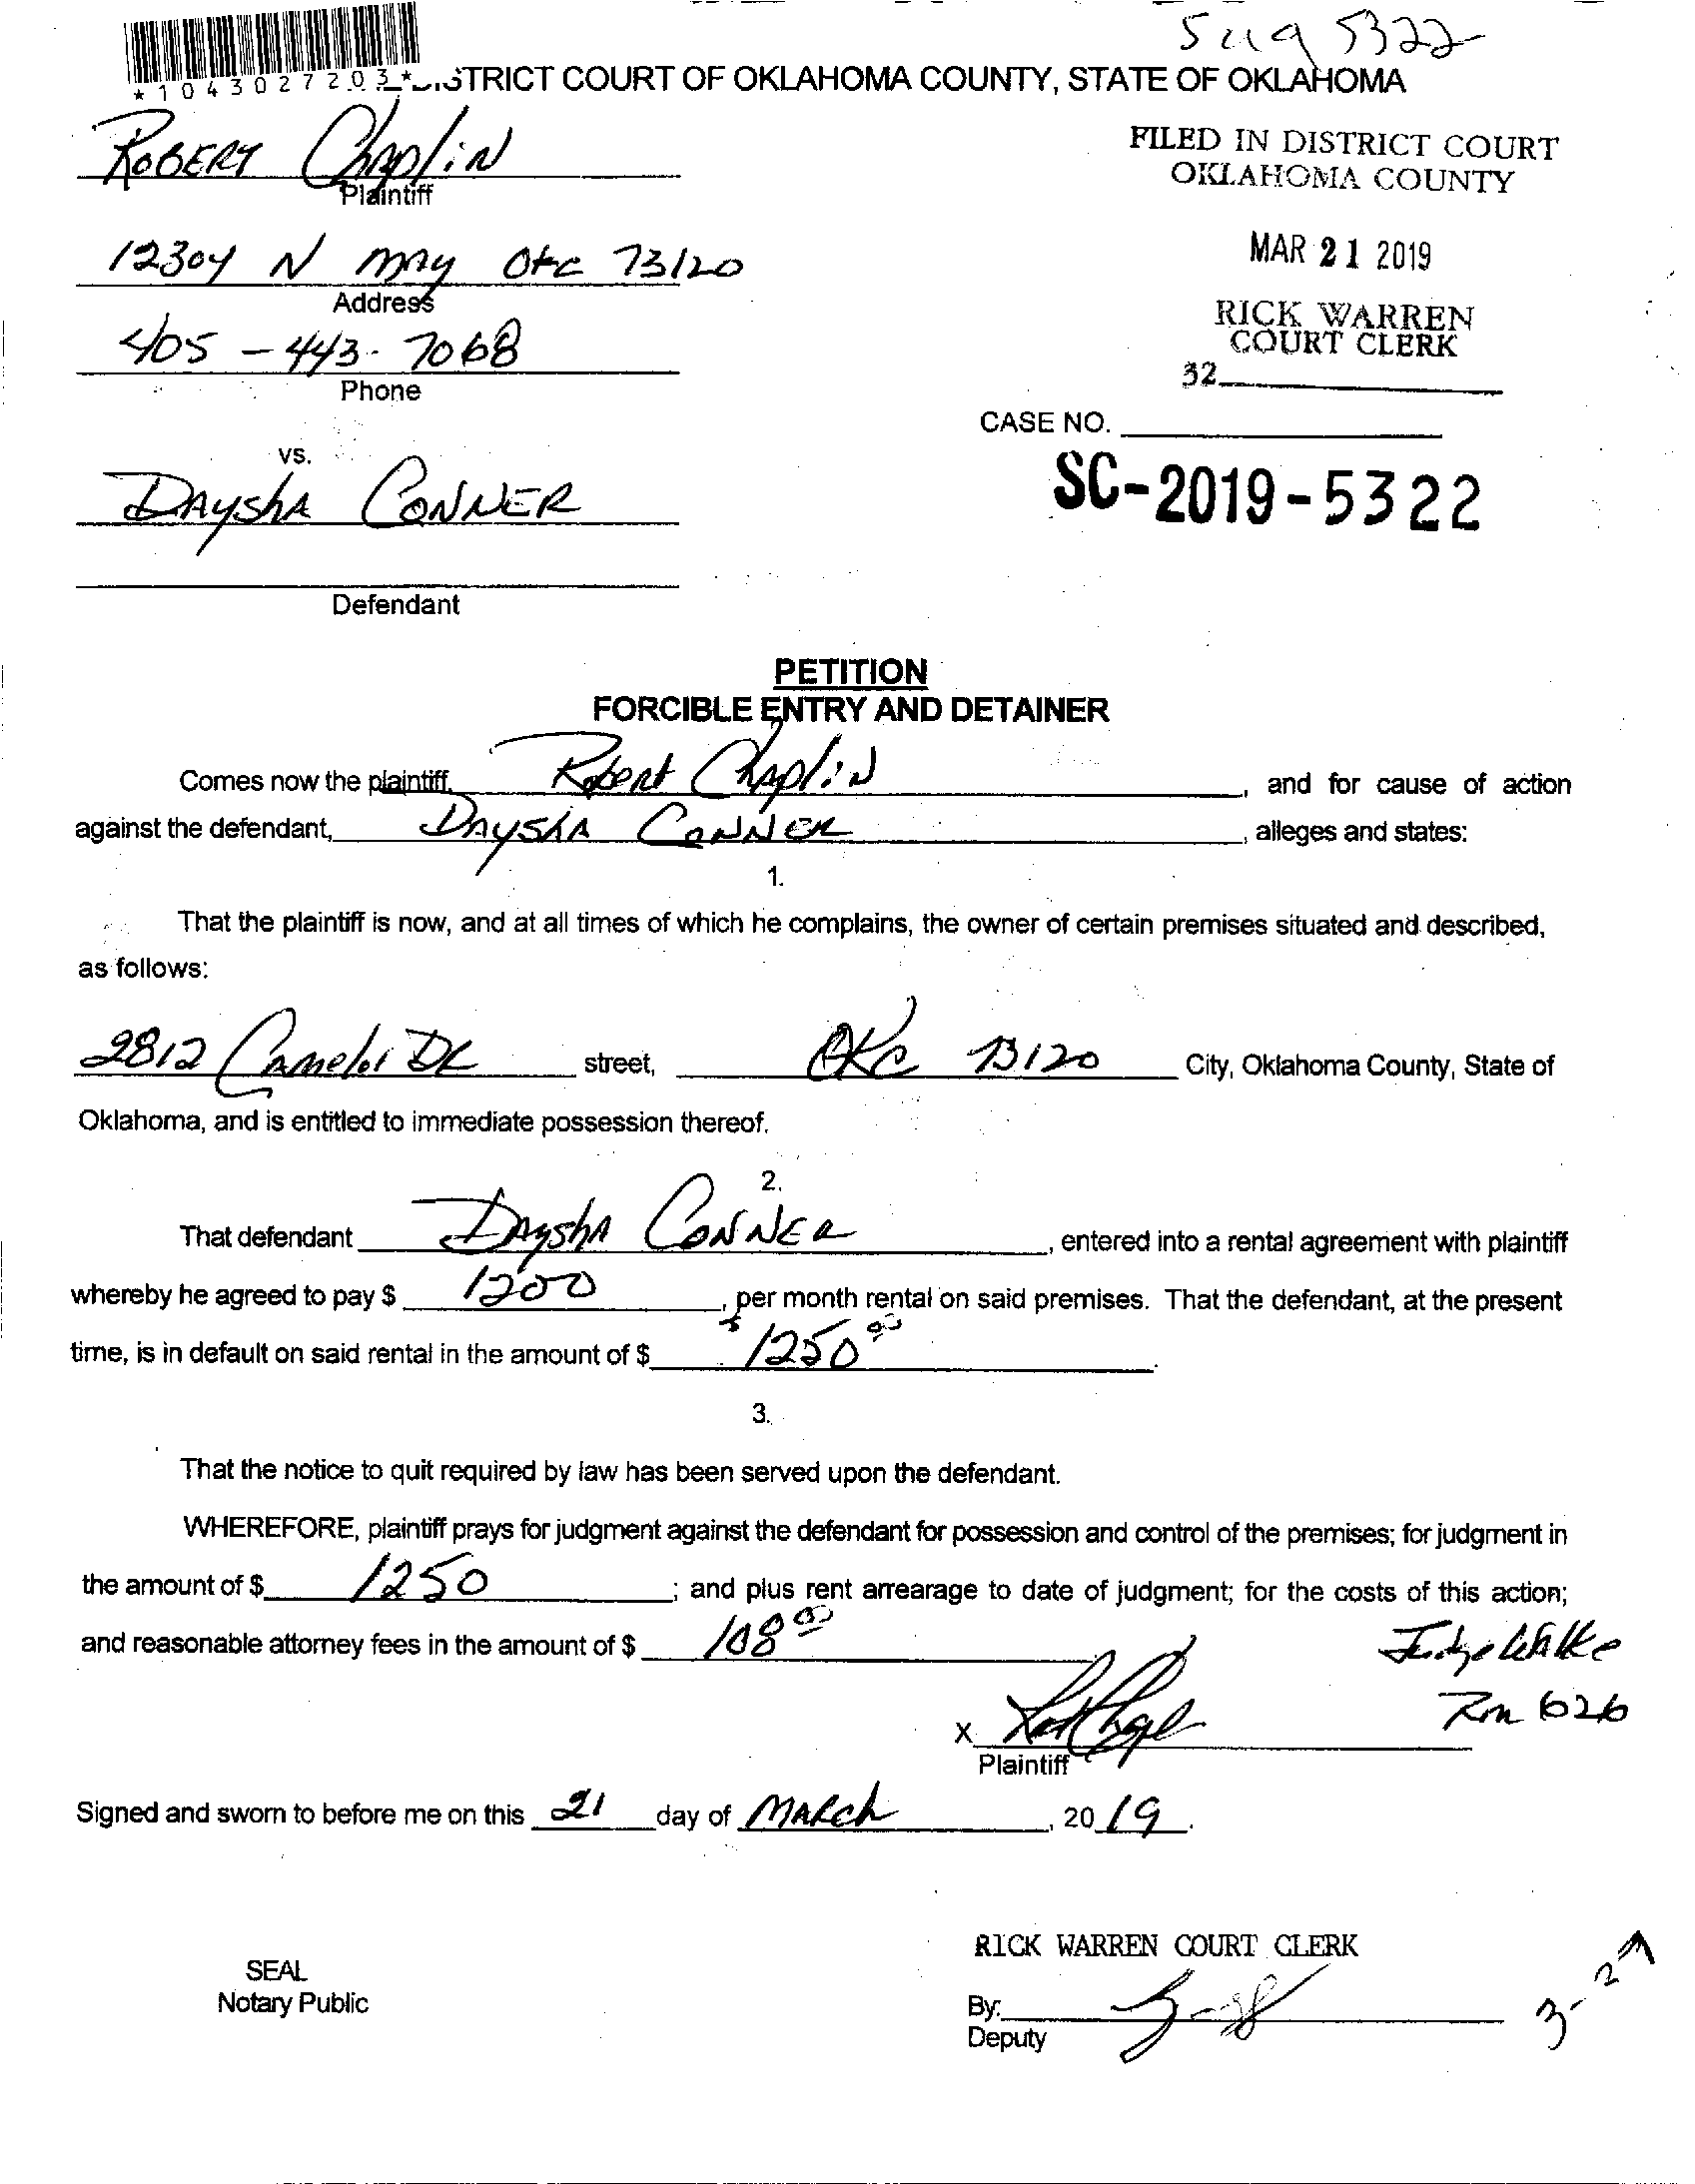 5119 5322
*1043027203*
STRICT COURT OF OKLAHOMA COUNTY, STATE OF OKLAHOMA
ROBERT Chaplin
Plaintiff
FILED IN DISTRICT COURT
OKLAHOMA COUNTY
12304 N MAY OKC 73120
Address
MAR 21 2019
405-443-7068
Phone
RICK WARREN
COURT CLERK
32
CASE NO.
SC-2019-5322
vs.
DAyshA CONNER
Defendant
PETITION
FORCIBLE ENTRY AND DETAINER
Comes now the plaintiff, Robert Chaplin, and for cause of action
against the defendant, DAyshA CONNER, alleges and states:
1.
That the plaintiff is now, and at all times of which he complains, the owner of certain premises situated and described,
as follows:
2812 Camelot DR street, OKC 73120 City, Oklahoma County, State of
Oklahoma, and is entitled to immediate possession thereof.
2.
That defendant DAyshA CONNER, entered into a rental agreement with plaintiff
whereby he agreed to pay $ 1200, per month rental on said premises. That the defendant, at the present
time, is in default on said rental in the amount of $ $1250 00.
3.
That the notice to quit required by law has been served upon the defendant.
WHEREFORE, plaintiff prays for judgment against the defendant for possession and control of the premises; for judgment in
the amount of $ 1250; and plus rent arrearage to date of judgment; for the costs of this action;
and reasonable attorney fees in the amount of $ 108 00
Judge Walke
Rm 626
X
Plaintiff
Signed and sworn to before me on this 21 day of MARch, 2019.
RICK WARREN COURT CLERK
SEAL
Notary Public
By:
Deputy
3-27